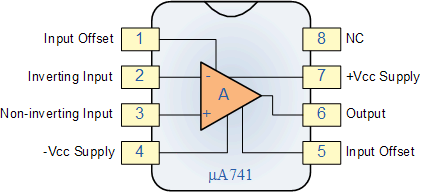 Input Offset 1 8 NC
Inverting Input 2 - 7 +Vcc Supply
A
Non-inverting Input 3 + 6 Output
-Vcc Supply 4 5 Input Offset
µA741